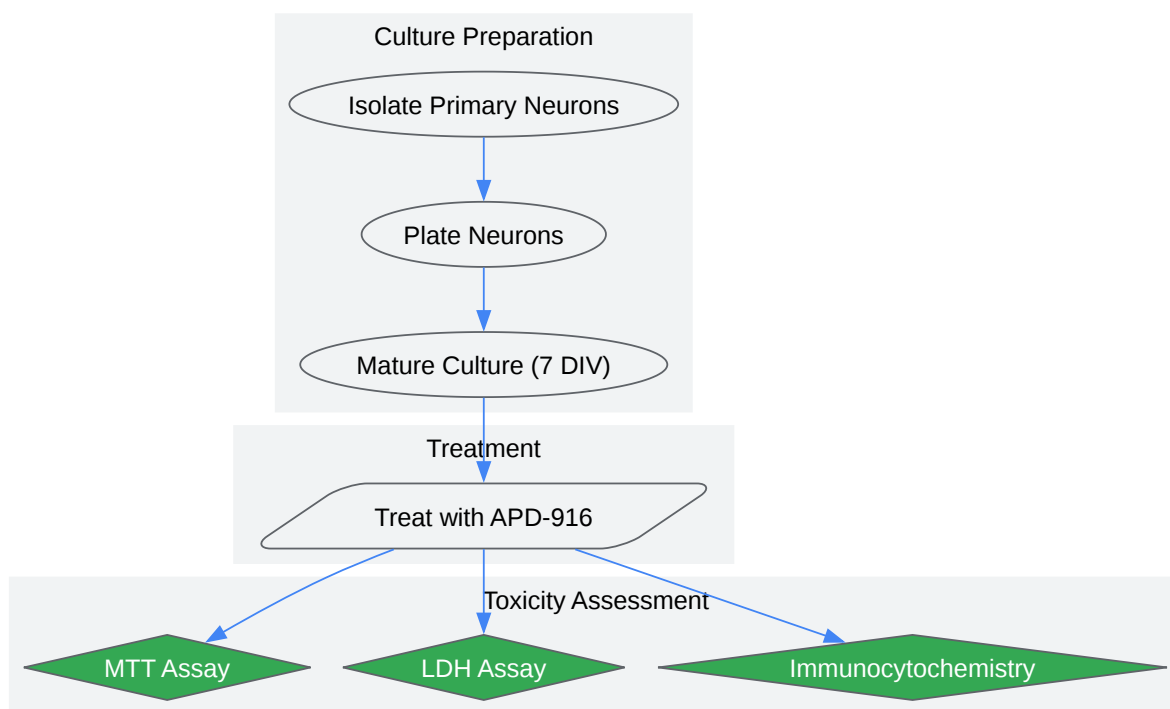 Culture Preparation
Isolate Primary Neurons
Plate Neurons
Mature Culture (7 DIV)
Treatment
Treat with APD-916
Toxicity Assessment
MTT Assay
LDH Assay
Immunocytochemistry